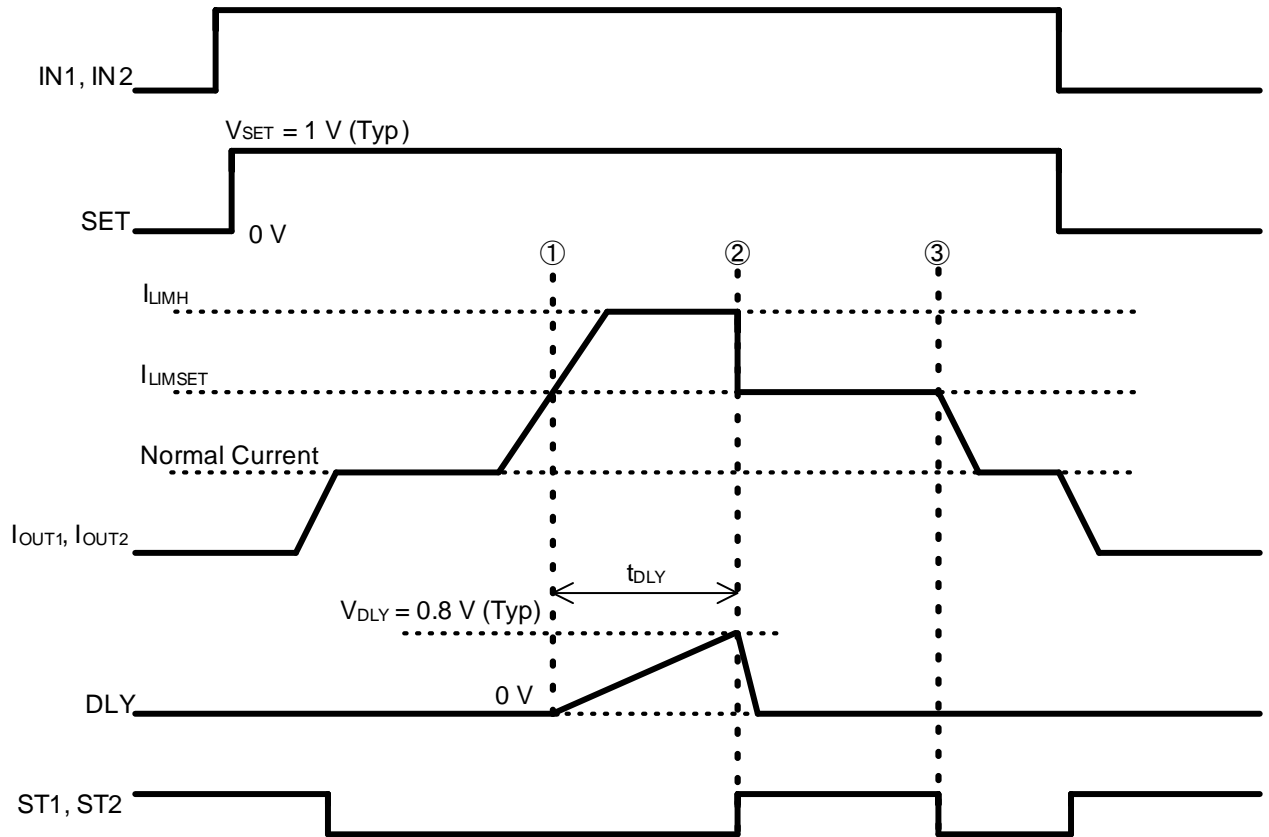 IN1, IN2
VSET = 1 V (Typ)
SET
0 V
① ② ③
ILIMH
ILIMSET
Normal Current
IOUT1, IOUT2
tDLY
VDLY = 0.8 V (Typ)
0 V
DLY
ST1, ST2